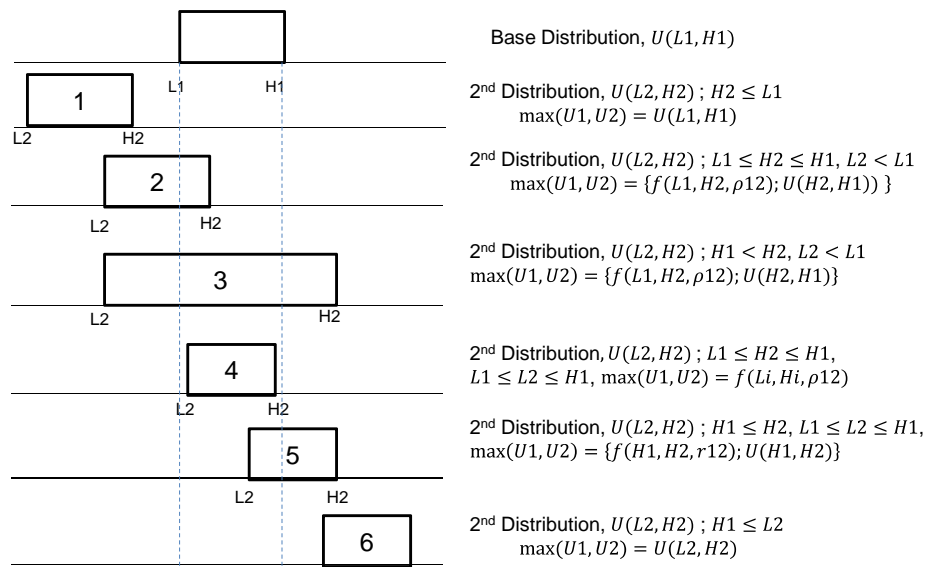 Base Distribution, U(L1, H1)
L1 H1
1
L2 H2
2nd Distribution, U(L2, H2) ; H2 ≤ L1
max(U1, U2) = U(L1, H1)
2
L2 H2
2nd Distribution, U(L2, H2) ; L1 ≤ H2 ≤ H1, L2 < L1
max(U1, U2) = {f(L1, H2, ρ12); U(H2, H1)) }
3
L2 H2
2nd Distribution, U(L2, H2) ; H1 < H2, L2 < L1
max(U1, U2) = {f(L1, H2, ρ12); U(H2, H1)}
4
L2 H2
2nd Distribution, U(L2, H2) ; L1 ≤ H2 ≤ H1,
L1 ≤ L2 ≤ H1, max(U1, U2) = f(Li, Hi, ρ12)
5
L2 H2
2nd Distribution, U(L2, H2) ; H1 ≤ H2, L1 ≤ L2 ≤ H1,
max(U1, U2) = {f(H1, H2, r12); U(H1, H2)}
6
2nd Distribution, U(L2, H2) ; H1 ≤ L2
max(U1, U2) = U(L2, H2)